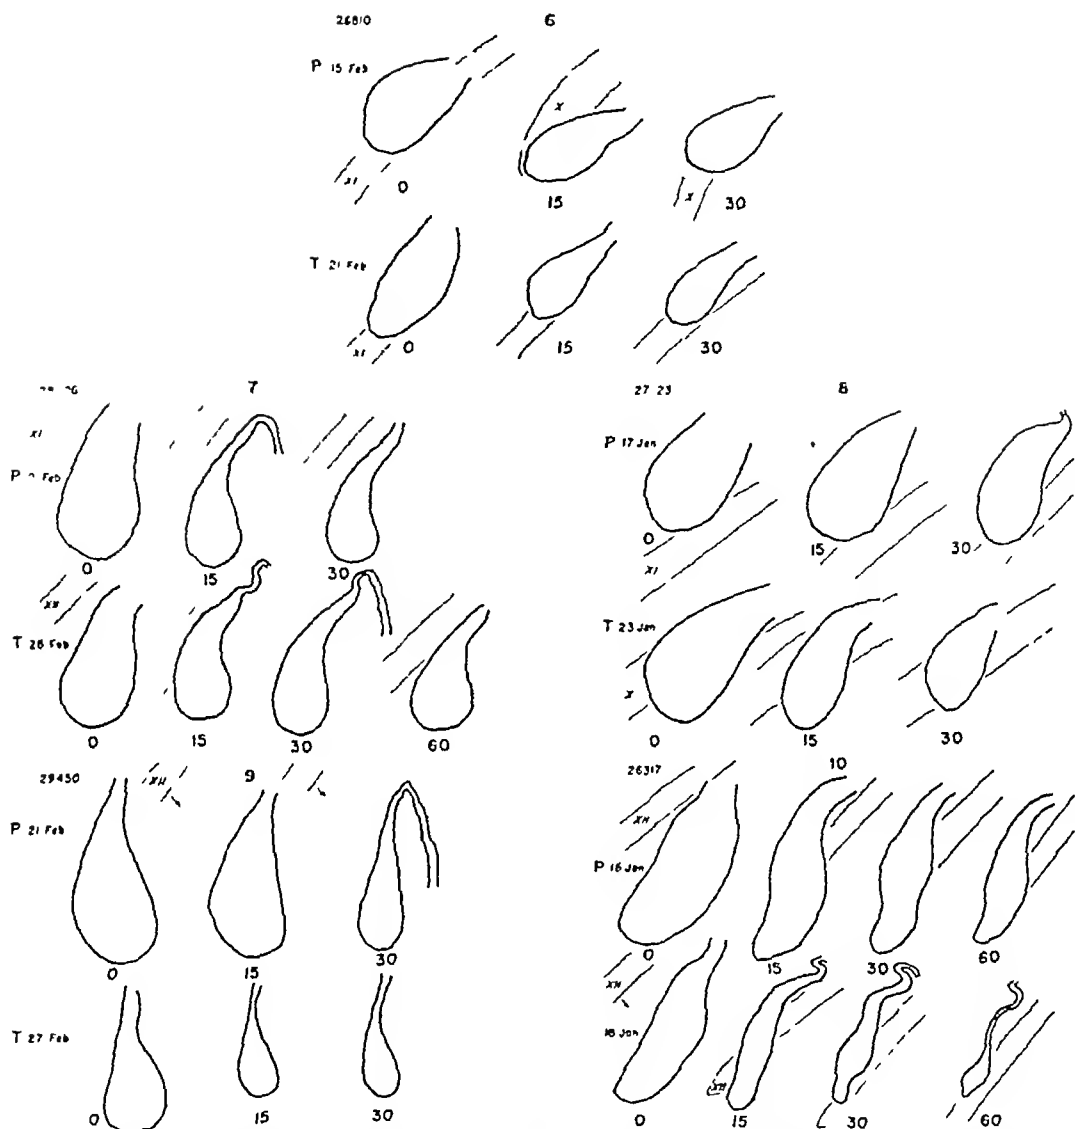 26810 6
P 15 Feb
X
XI 0 15 X 30
T 21 Feb
XI 0 15 30
7
XI
P Feb
0 15 30
XII
T 28 Feb
0 15 30 60
27 23 8
P 17 Jan
0 15 30
XI
T 23 Jan
X
0 15 30
29430 XII 9
P 21 Feb
0 15 30
T 27 Feb
0 15 30
26317 10
XII
P 16 Jan
0 15 30 60
XII
18 Jan
XII
0 15 30 60